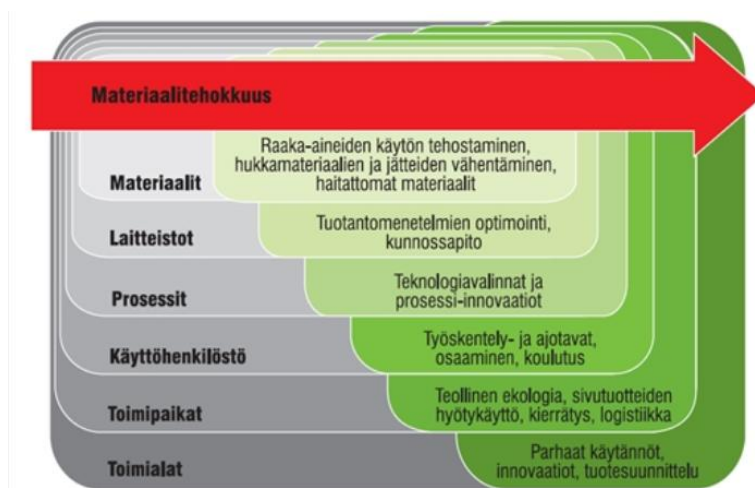 Materiaalitehokkuus
Raaka-aineiden käytön tehostaminen,
hukkamateriaalien ja jätteiden vähentäminen,
haitattomat materiaalit
Materiaalit
Tuotantomenetelmien optimointi,
kunnossapito
Laitteistot
Teknologiavalinnat ja
prosessi-innovaatiot
Prosessit
Työskentely- ja ajotavat,
osaaminen, koulutus
Käyttöhenkilöstö
Teollinen ekologia, sivutuotteiden
hyötykäyttö, kierrätys, logistiikka
Toimipaikat
Parhaat käytännöt,
innovaatiot, tuotesuunnittelu
Toimialat